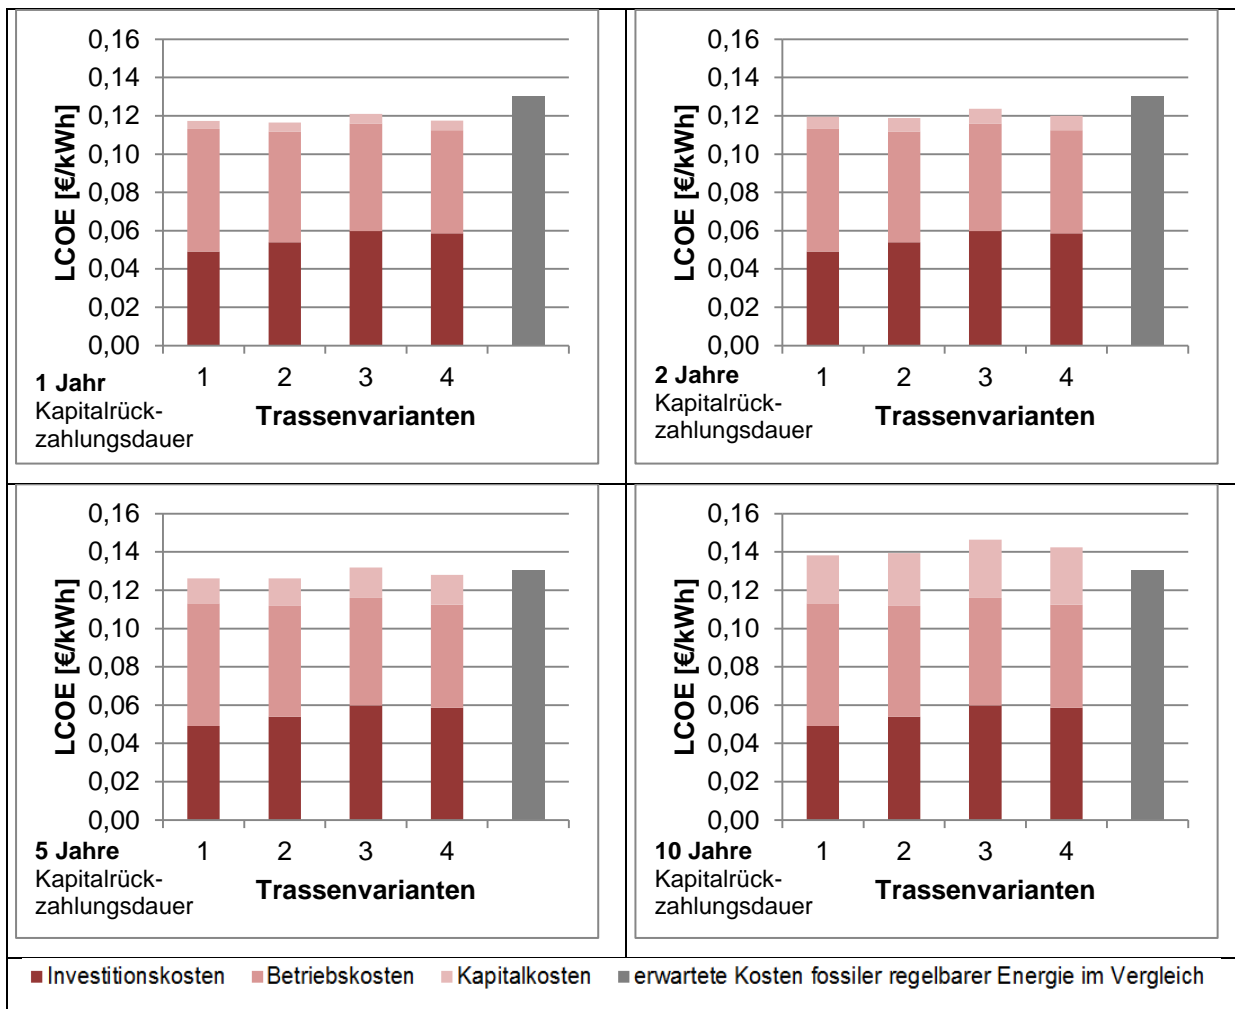 0,16
0,14
0,12
0,10
0,08
0,06
0,04
0,02
0,00
LCOE [€/kWh]
1 2 3 4
1 Jahr
Kapitalrück-
zahlungsdauer
Trassenvarianten
0,16
0,14
0,12
0,10
0,08
0,06
0,04
0,02
0,00
LCOE [€/kWh]
1 2 3 4
2 Jahre
Kapitalrück-
zahlungsdauer
Trassenvarianten
0,16
0,14
0,12
0,10
0,08
0,06
0,04
0,02
0,00
LCOE [€/kWh]
1 2 3 4
5 Jahre
Kapitalrück-
zahlungsdauer
Trassenvarianten
0,16
0,14
0,12
0,10
0,08
0,06
0,04
0,02
0,00
LCOE [€/kWh]
1 2 3 4
10 Jahre
Kapitalrück-
zahlungsdauer
Trassenvarianten
Investitionskosten Betriebskosten Kapitalkosten erwartete Kosten fossiler regelbarer Energie im Vergleich